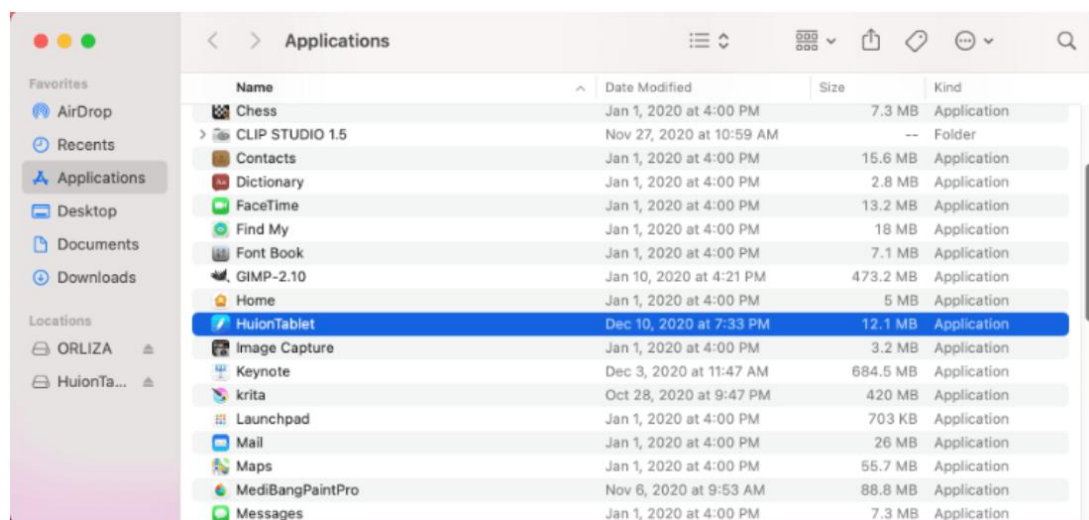 Applications
Favorites
AirDrop
Recents
Applications
Desktop
Documents
Downloads
Locations
ORLIZA
HuionTa...
Name Date Modified Size Kind
Chess Jan 1, 2020 at 4:00 PM 7.3 MB Application
CLIP STUDIO 1.5 Nov 27, 2020 at 10:59 AM -- Folder
Contacts Jan 1, 2020 at 4:00 PM 15.6 MB Application
Dictionary Jan 1, 2020 at 4:00 PM 2.8 MB Application
FaceTime Jan 1, 2020 at 4:00 PM 13.2 MB Application
Find My Jan 1, 2020 at 4:00 PM 18 MB Application
Font Book Jan 1, 2020 at 4:00 PM 7.1 MB Application
GIMP-2.10 Jan 10, 2020 at 4:21 PM 473.2 MB Application
Home Jan 1, 2020 at 4:00 PM 5 MB Application
HuionTablet Dec 10, 2020 at 7:33 PM 12.1 MB Application
Image Capture Jan 1, 2020 at 4:00 PM 3.2 MB Application
Keynote Dec 3, 2020 at 11:47 AM 684.5 MB Application
krita Oct 28, 2020 at 9:47 PM 420 MB Application
Launchpad Jan 1, 2020 at 4:00 PM 703 KB Application
Mail Jan 1, 2020 at 4:00 PM 26 MB Application
Maps Jan 1, 2020 at 4:00 PM 55.7 MB Application
MediBangPaintPro Nov 6, 2020 at 9:53 AM 88.8 MB Application
Messages Jan 1, 2020 at 4:00 PM 7.3 MB Application